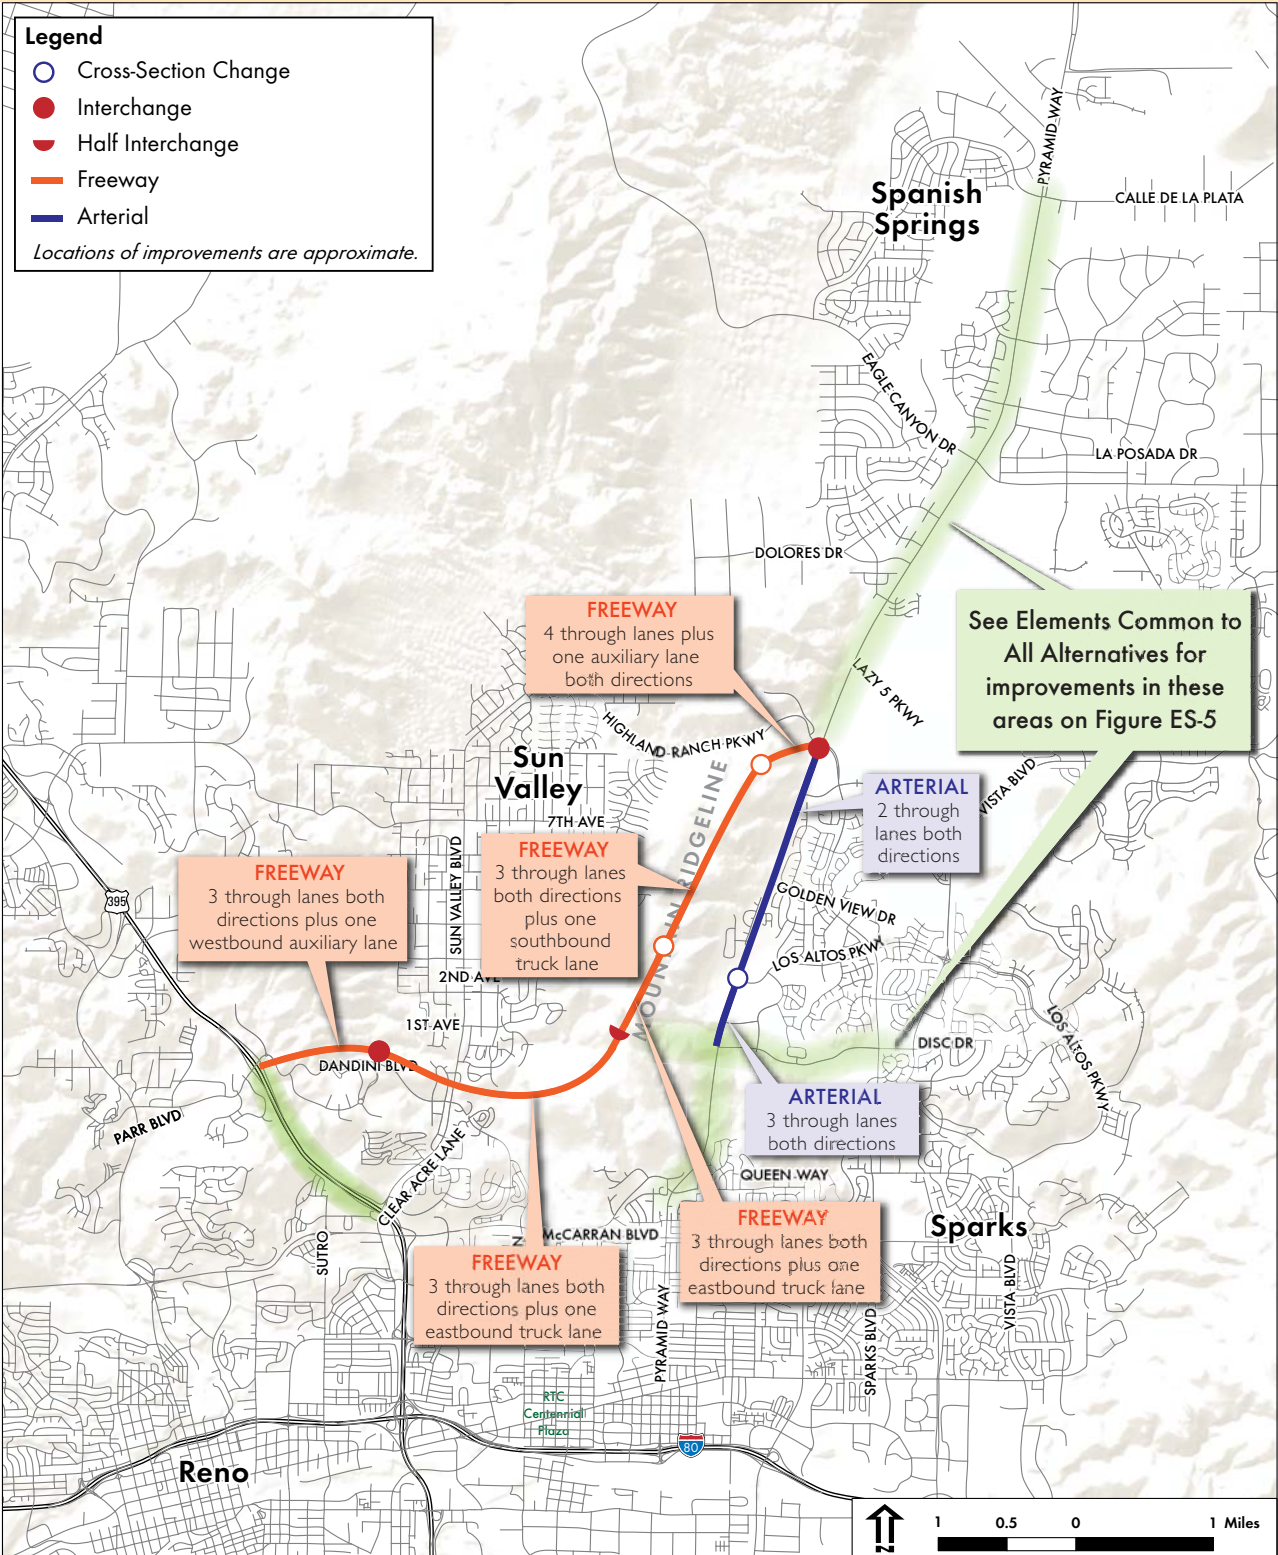 Legend
Cross-Section Change
Interchange
Half Interchange
Freeway
Arterial
Locations of improvements are approximate.
PYRAMID WAY
Spanish
Springs
CALLE DE LA PLATA
EAGLE CANYON DR
LA POSADA DR
DOLORES DR
FREEWAY
4 through lanes plus
one auxiliary lane
both directions
See Elements Common to
All Alternatives for
improvements in these
areas on Figure ES-5
LAZY 5 PKWY
HIGHLAND RANCH PKWY
Sun
Valley
7TH AVE
MOUNTAIN RIDGELINE
VISTA BLVD
ARTERIAL
2 through
lanes both
directions
FREEWAY
3 through lanes
both directions
plus one
southbound
truck lane
SUN VALLEY BLVD
FREEWAY
3 through lanes both
directions plus one
westbound auxiliary lane
395
GOLDEN VIEW DR
LOS ALTOS PKWY
2ND AVE
1ST AVE
LOS ALTOS PKWY
DISC DR
DANDINI BLVD
PARR BLVD
ARTERIAL
3 through lanes
both directions
CLEAR ACRE LANE
QUEEN WAY
SUTRO
N McCARRAN BLVD
FREEWAY
3 through lanes both
directions plus one
eastbound truck lane
Sparks
FREEWAY
3 through lanes both
directions plus one
eastbound truck lane
PYRAMID WAY
SPARKS BLVD
VISTA BLVD
RTC
Centennial
Plaza
80
Reno
N
1 0.5 0 1 Miles